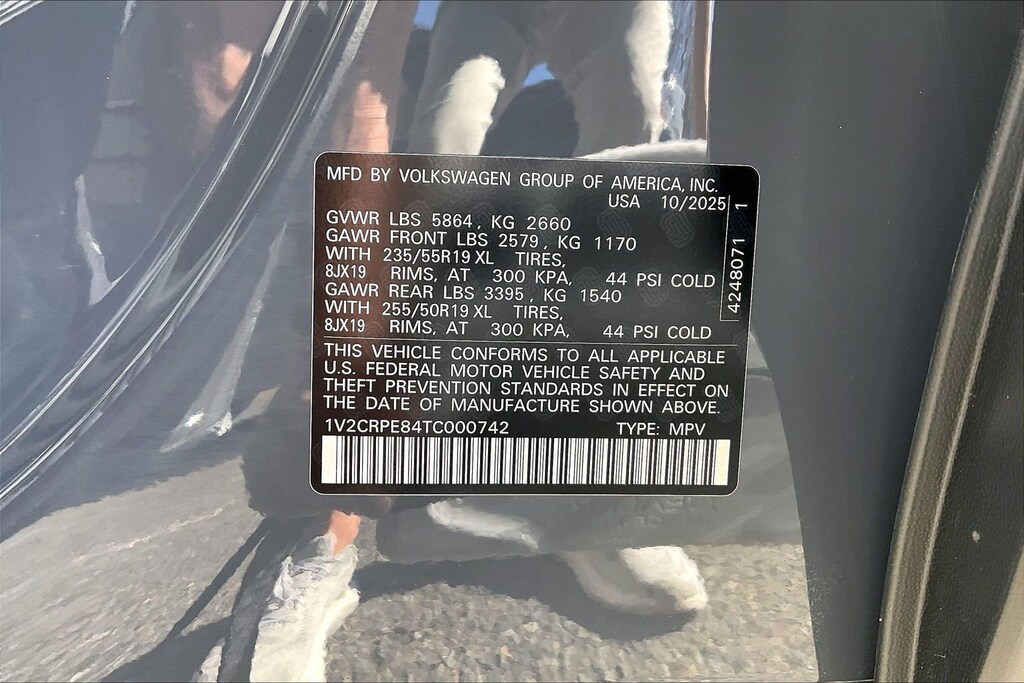 MFD BY VOLKSWAGEN GROUP OF AMERICA, INC.
USA 10/2025
GVWR LBS 5864, KG 2660
GAWR FRONT LBS 2579, KG 1170
WITH 235/55R19 XL TIRES,
8JX19 RIMS, AT 300 KPA, 44 PSI COLD
GAWR REAR LBS 3395, KG 1540
WITH 255/50R19 XL TIRES,
8JX19 RIMS, AT 300 KPA, 44 PSI COLD
THIS VEHICLE CONFORMS TO ALL APPLICABLE
U.S. FEDERAL MOTOR VEHICLE SAFETY AND
THEFT PREVENTION STANDARDS IN EFFECT ON
THE DATE OF MANUFACTURE SHOWN ABOVE.
1V2CRPE84TC000742 TYPE: MPV
4248071 1